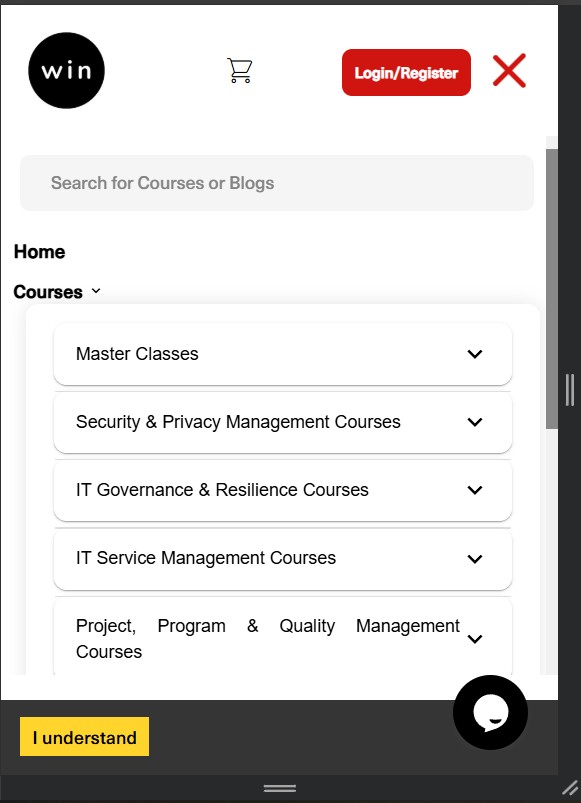 win
Login/Register
Search for Courses or Blogs
Home
Courses
Master Classes
Security & Privacy Management Courses
IT Governance & Resilience Courses
IT Service Management Courses
Project, Program & Quality Management
Courses
I understand